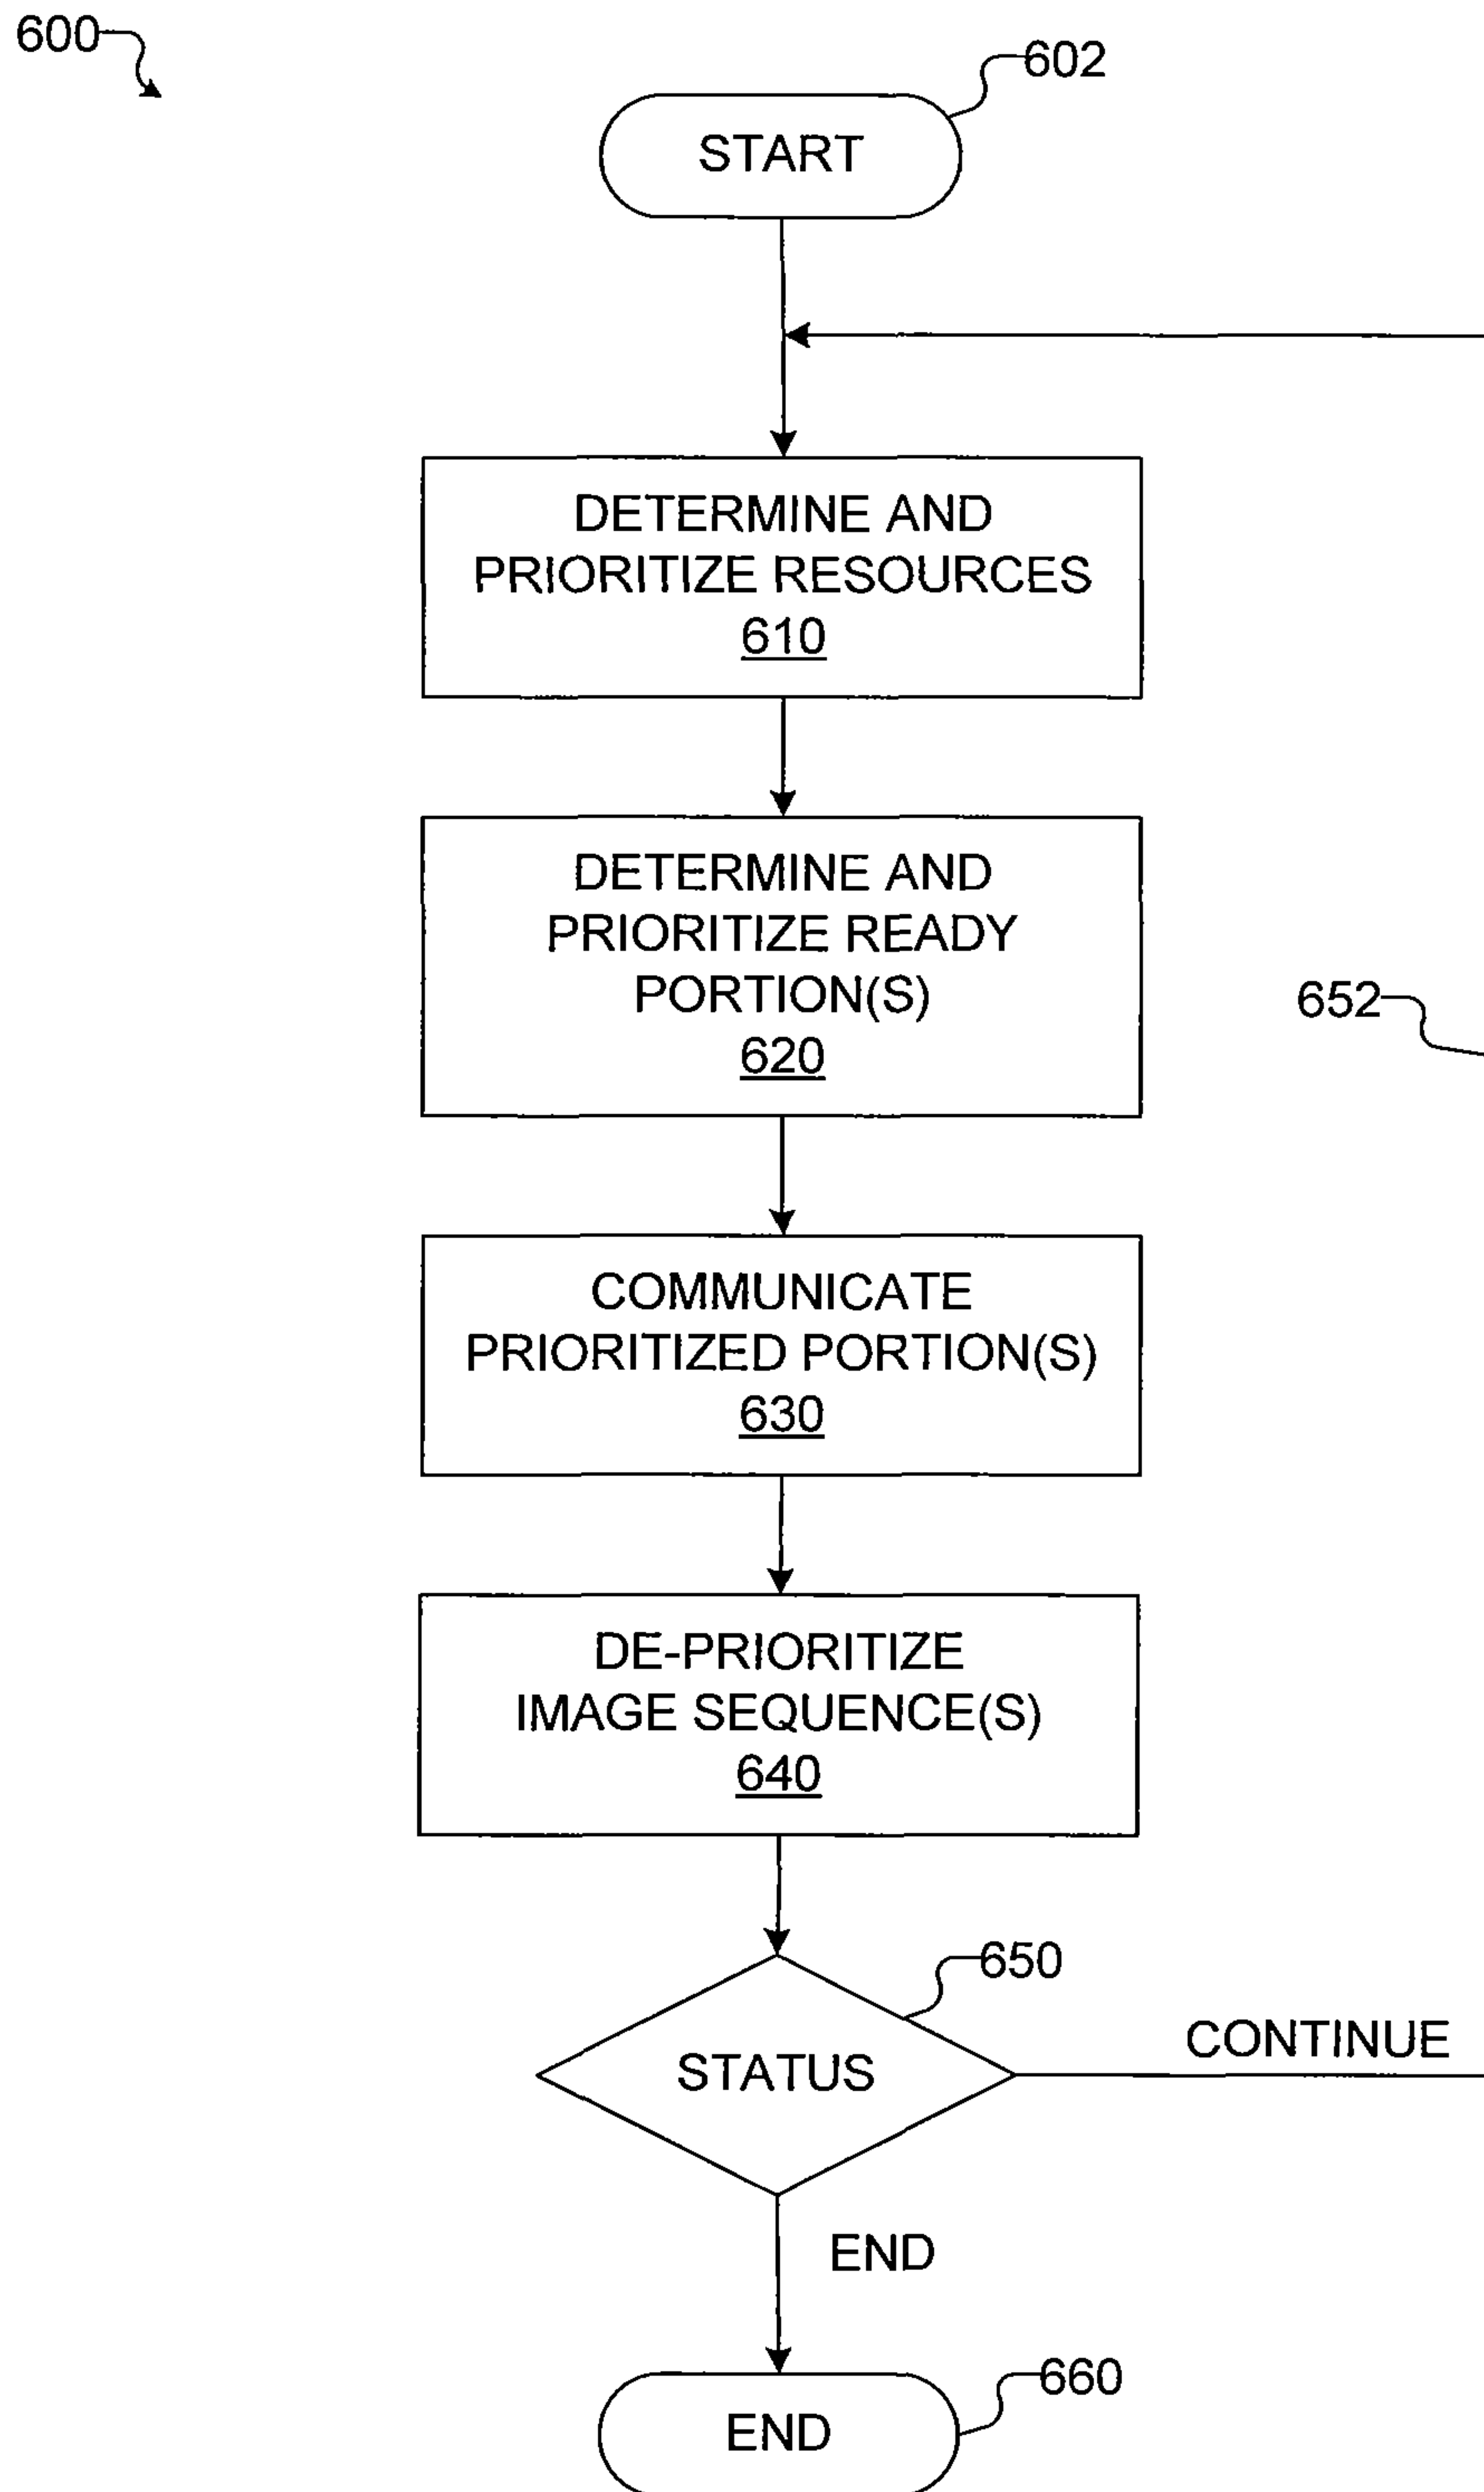 600
602
START
DETERMINE AND
PRIORITIZE RESOURCES
610
DETERMINE AND
PRIORITIZE READY
PORTION(S)
620
652
COMMUNICATE
PRIORITIZED PORTION(S)
630
DE-PRIORITIZE
IMAGE SEQUENCE(S)
640
650
STATUS
CONTINUE
END
660
END